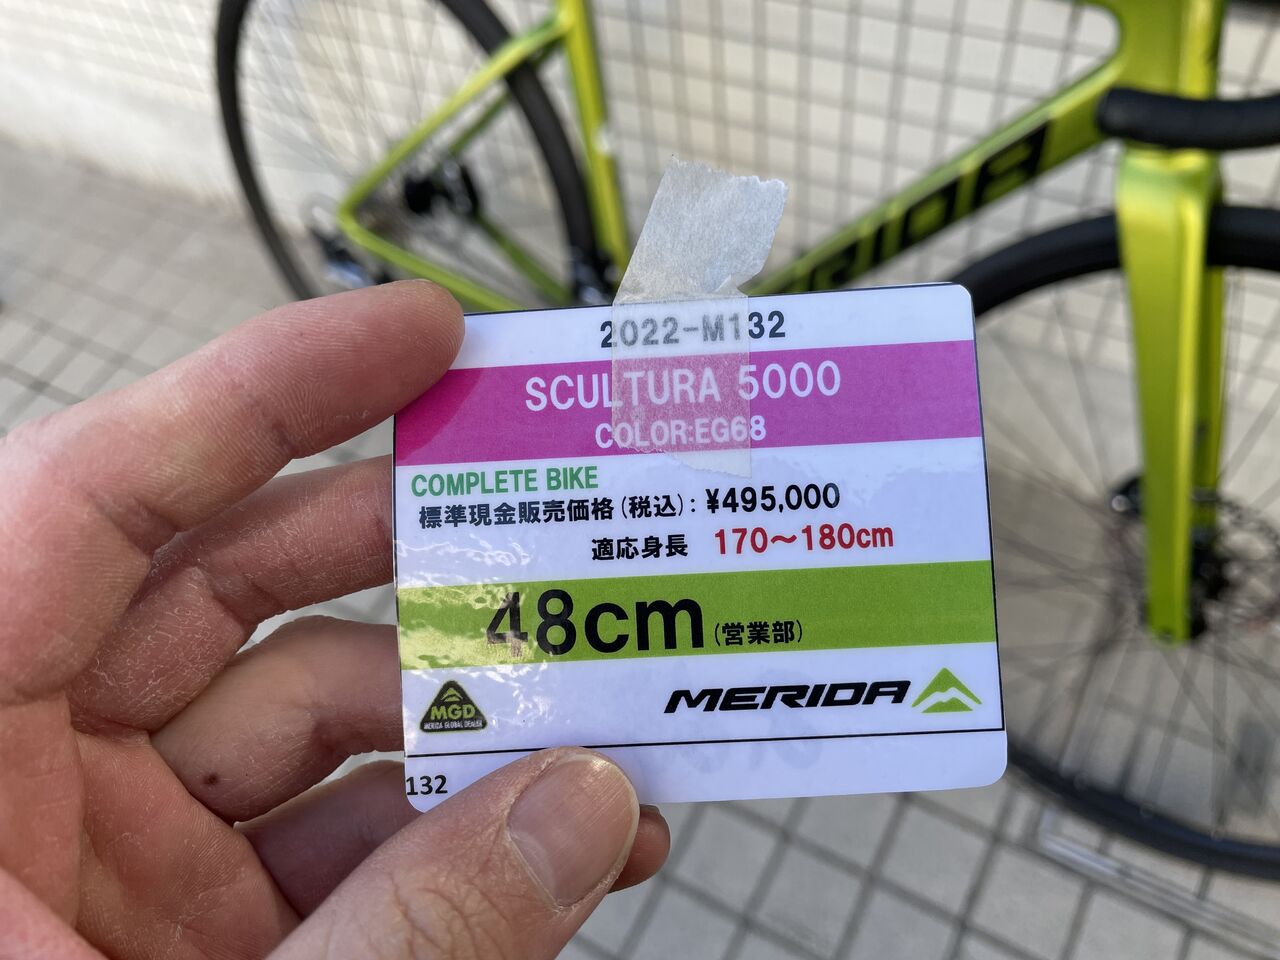 2022-M132
SCULTURA 5000
COLOR:EG68
COMPLETE BIKE
標準現金販売価格(税込):¥495,000
適応身長 170～180cm
48cm(営業部)
MGD
MERIDA GLOBAL DEALER
MERIDA
132